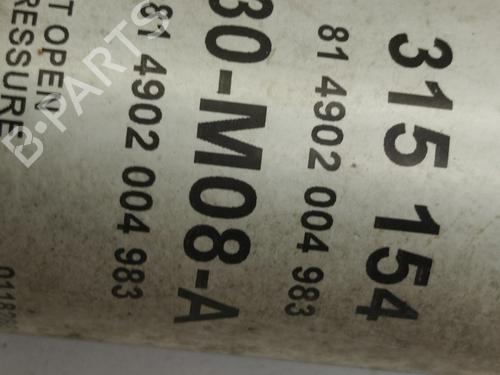 315 154
81 4902 004 983
30-M08-A
81 4902 004 983
T OPEN
RESSURE
B-PARTS